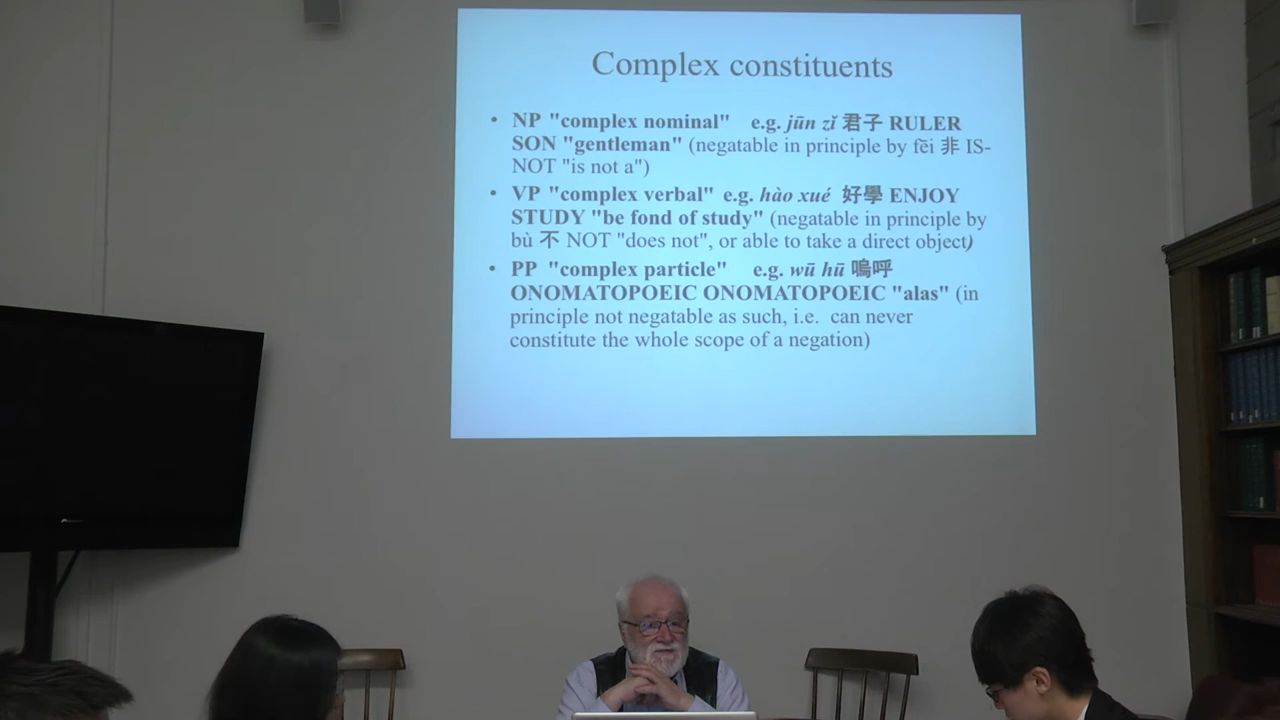 Complex constituents
• NP "complex nominal" e.g. jūn zǐ 君子 RULER
SON "gentleman" (negatable in principle by fēi 非 IS-
NOT "is not a")
• VP "complex verbal" e.g. hào xué 好學 ENJOY
STUDY "be fond of study" (negatable in principle by
bù 不 NOT "does not", or able to take a direct object)
• PP "complex particle" e.g. wū hū 嗚呼
ONOMATOPOEIC ONOMATOPOEIC "alas" (in
principle not negatable as such, i.e. can never
constitute the whole scope of a negation)